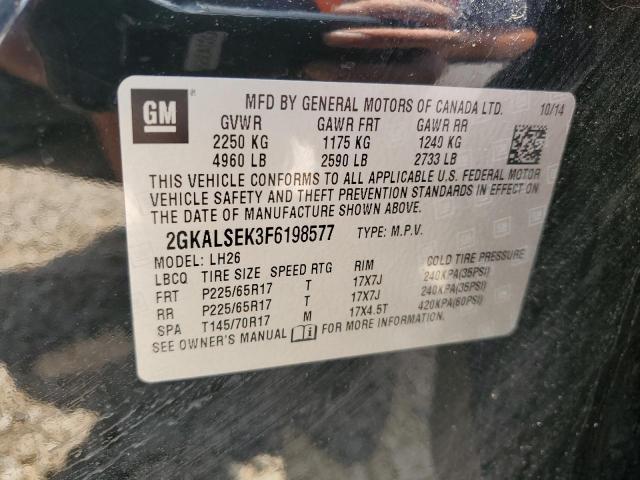 GM MFD BY GENERAL MOTORS OF CANADA LTD. 10/14
GVWR GAWR FRT GAWR RR
2250 KG 1175 KG 1240 KG
4960 LB 2590 LB 2733 LB
THIS VEHICLE CONFORMS TO ALL APPLICABLE U.S. FEDERAL MOTOR
VEHICLE SAFETY AND THEFT PREVENTION STANDARDS IN EFFECT ON
THE DATE OF MANUFACTURE SHOWN ABOVE.
2GKALSEK3F6198577 TYPE: M.P.V.
MODEL: LH26
LBCQ TIRE SIZE SPEED RTG RIM COLD TIRE PRESSURE
FRT P225/65R17 T 17X7J 240KPA(35PSI)
RR P225/65R17 T 17X7J 240KPA(35PSI)
SPA T145/70R17 M 17X4.5T 420KPA(60PSI)
SEE OWNER'S MANUAL FOR MORE INFORMATION.